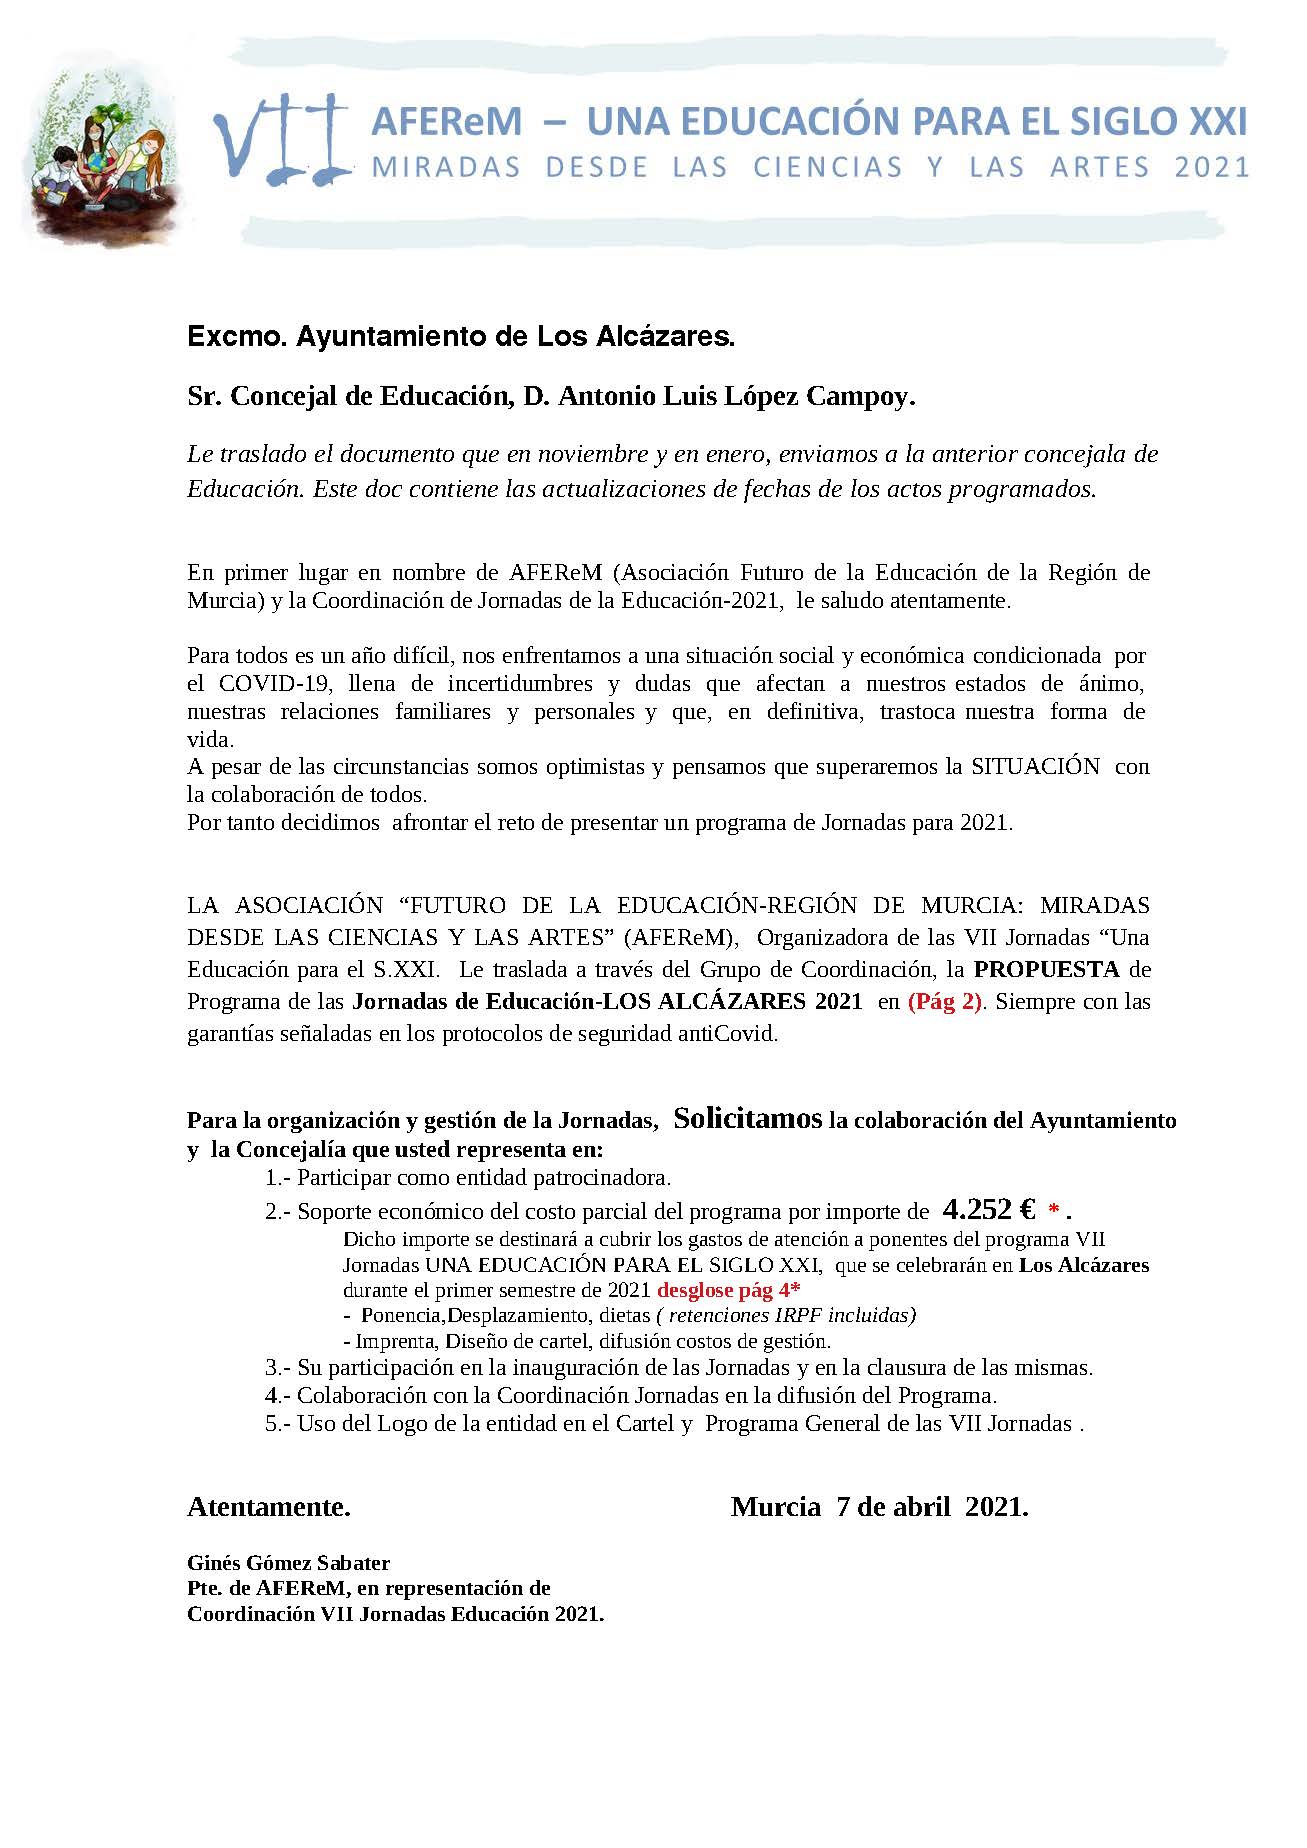 VII AFEReM – UNA EDUCACIÓN PARA EL SIGLO XXI
MIRADAS DESDE LAS CIENCIAS Y LAS ARTES 2021
Excmo. Ayuntamiento de Los Alcázares.
Sr. Concejal de Educación, D. Antonio Luis López Campoy.
Le traslado el documento que en noviembre y en enero, enviamos a la anterior concejala de
Educación. Este doc contiene las actualizaciones de fechas de los actos programados.
En primer lugar en nombre de AFEReM (Asociación Futuro de la Educación de la Región de
Murcia) y la Coordinación de Jornadas de la Educación-2021, le saludo atentamente.
Para todos es un año difícil, nos enfrentamos a una situación social y económica condicionada por
el COVID-19, llena de incertidumbres y dudas que afectan a nuestros estados de ánimo,
nuestras relaciones familiares y personales y que, en definitiva, trastoca nuestra forma de
vida.
A pesar de las circunstancias somos optimistas y pensamos que superaremos la SITUACIÓN con
la colaboración de todos.
Por tanto decidimos afrontar el reto de presentar un programa de Jornadas para 2021.
LA ASOCIACIÓN “FUTURO DE LA EDUCACIÓN-REGIÓN DE MURCIA: MIRADAS
DESDE LAS CIENCIAS Y LAS ARTES” (AFEReM), Organizadora de las VII Jornadas “Una
Educación para el S.XXI. Le traslada a través del Grupo de Coordinación, la PROPUESTA de
Programa de las Jornadas de Educación-LOS ALCÁZARES 2021 en (Pág 2). Siempre con las
garantías señaladas en los protocolos de seguridad antiCovid.
Para la organización y gestión de la Jornadas, Solicitamos la colaboración del Ayuntamiento
y la Concejalía que usted representa en:
1.- Participar como entidad patrocinadora.
2.- Soporte económico del costo parcial del programa por importe de 4.252 € * .
Dicho importe se destinará a cubrir los gastos de atención a ponentes del programa VII
Jornadas UNA EDUCACIÓN PARA EL SIGLO XXI, que se celebrarán en Los Alcázares
durante el primer semestre de 2021 desglose pág 4*
- Ponencia,Desplazamiento, dietas ( retenciones IRPF incluidas)
- Imprenta, Diseño de cartel, difusión costos de gestión.
3.- Su participación en la inauguración de las Jornadas y en la clausura de las mismas.
4.- Colaboración con la Coordinación Jornadas en la difusión del Programa.
5.- Uso del Logo de la entidad en el Cartel y Programa General de las VII Jornadas .
Atentamente. Murcia 7 de abril 2021.
Ginés Gómez Sabater
Pte. de AFEReM, en representación de
Coordinación VII Jornadas Educación 2021.